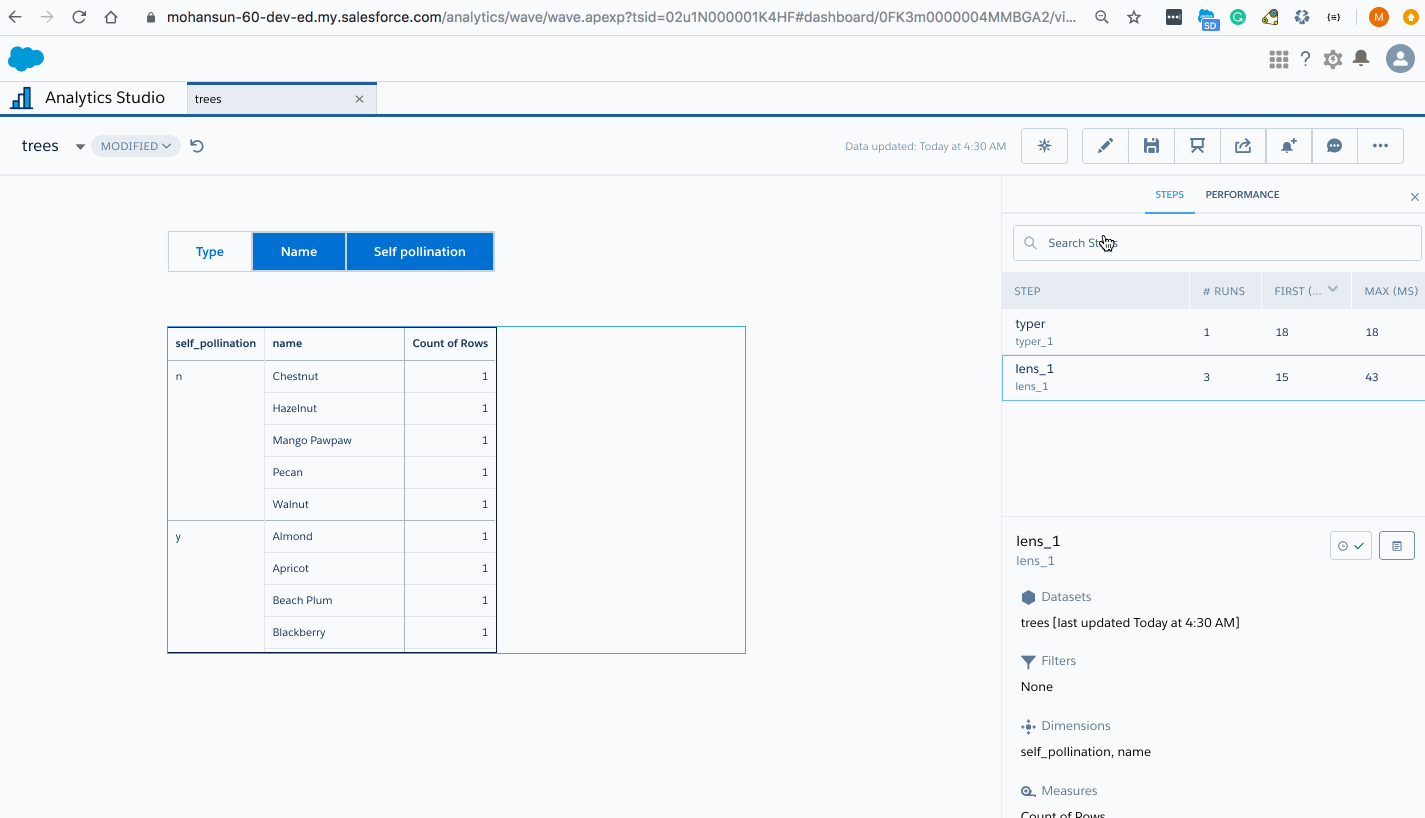 mohansun-60-dev-ed.my.salesforce.com/analytics/wave/wave.apexp?tsid=02u1N000001K4HF#dashboard/0FK3m0000004MMBGA2/vi...
SD
G
{≡}
M
?
Analytics Studio
trees
trees
MODIFIED
Data updated: Today at 4:30 AM
STEPS
PERFORMANCE
Type
Name
Self pollination
Search Steps
STEP
# RUNS
FIRST (...
MAX (MS)
typer
typer_1
1
18
18
lens_1
lens_1
3
15
43
self_pollination
name
Count of Rows
n
Chestnut
1
Hazelnut
1
Mango Pawpaw
1
Pecan
1
Walnut
1
y
Almond
1
Apricot
1
Beach Plum
1
Blackberry
1
lens_1
lens_1
Datasets
trees [last updated Today at 4:30 AM]
Filters
None
Dimensions
self_pollination, name
Measures
Count of Rows